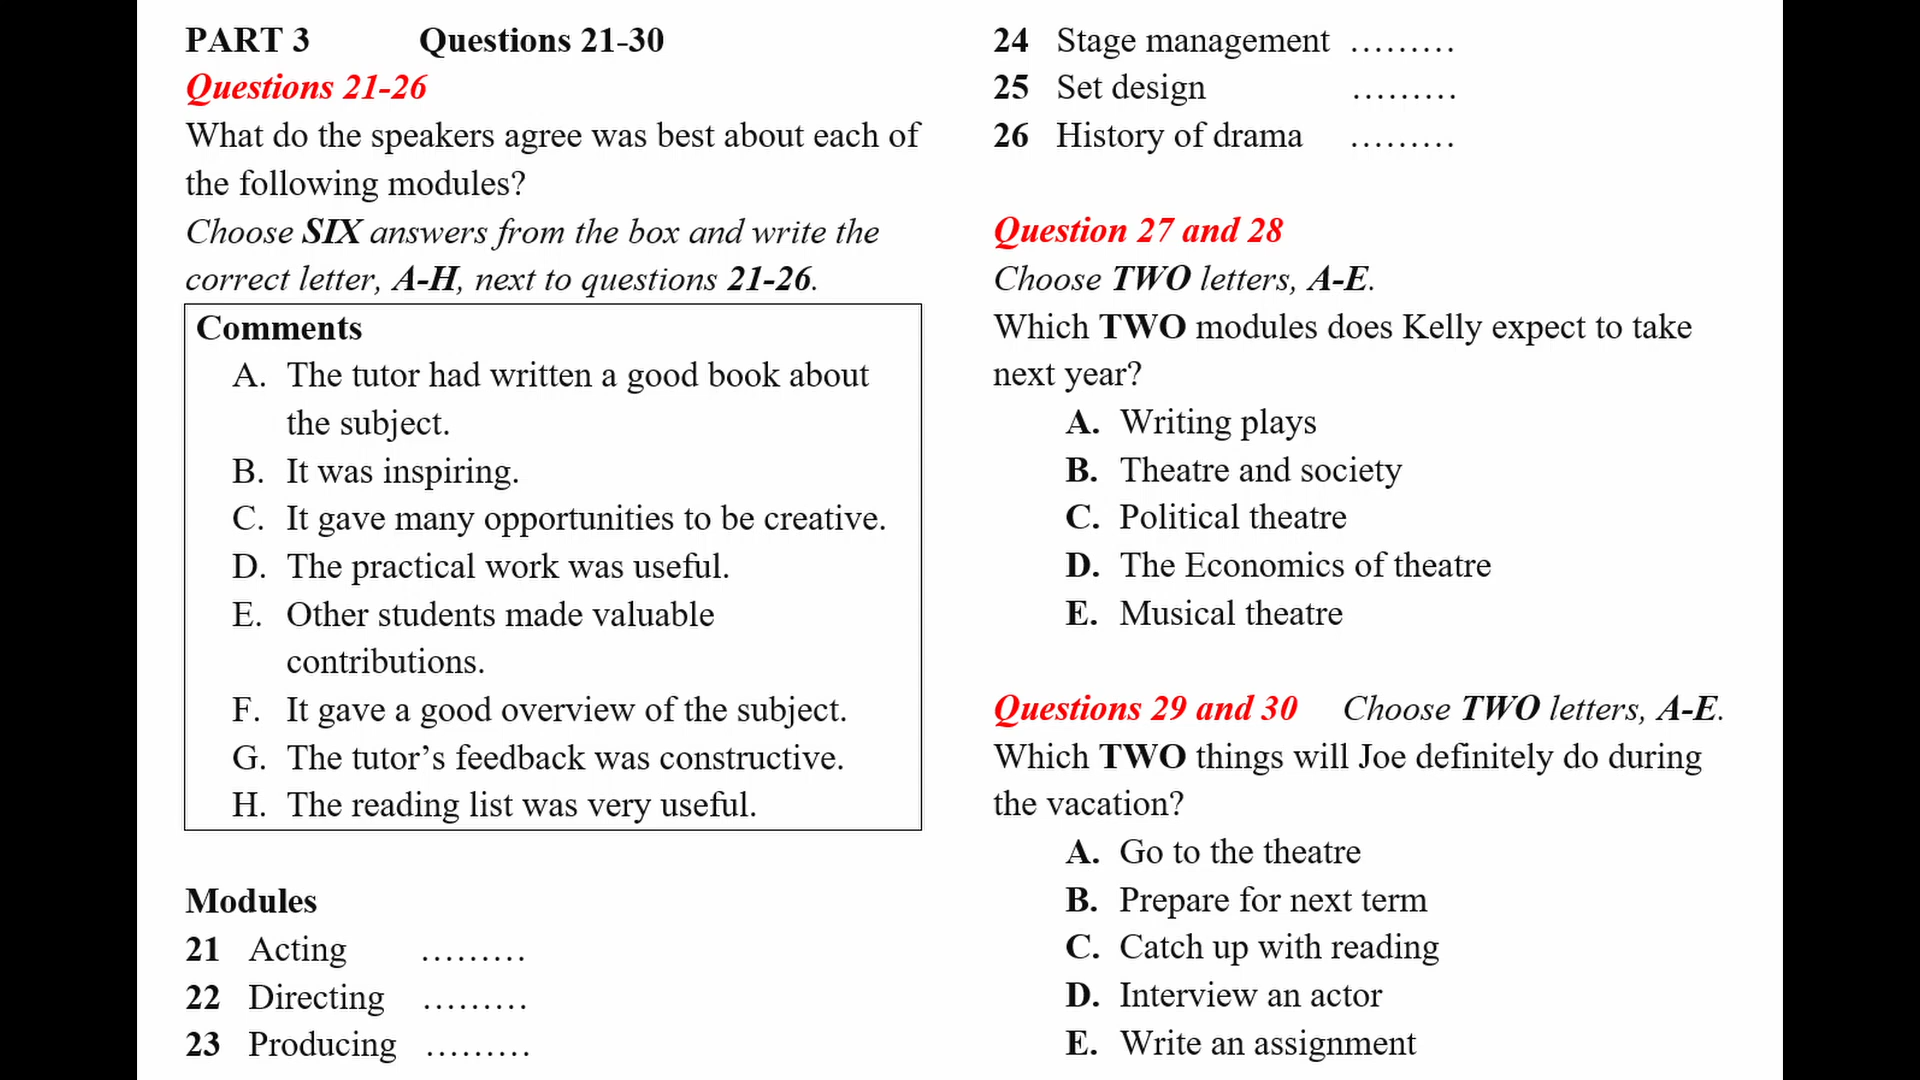 PART 3 Questions 21-30
Questions 21-26
What do the speakers agree was best about each of
the following modules?
Choose SIX answers from the box and write the
correct letter, A-H, next to questions 21-26.
Comments
A. The tutor had written a good book about
the subject.
B. It was inspiring.
C. It gave many opportunities to be creative.
D. The practical work was useful.
E. Other students made valuable
contributions.
F. It gave a good overview of the subject.
G. The tutor’s feedback was constructive.
H. The reading list was very useful.
Modules
21 Acting ………
22 Directing ………
23 Producing ………
24 Stage management ………
25 Set design ………
26 History of drama ………
Question 27 and 28
Choose TWO letters, A-E.
Which TWO modules does Kelly expect to take
next year?
A. Writing plays
B. Theatre and society
C. Political theatre
D. The Economics of theatre
E. Musical theatre
Questions 29 and 30 Choose TWO letters, A-E.
Which TWO things will Joe definitely do during
the vacation?
A. Go to the theatre
B. Prepare for next term
C. Catch up with reading
D. Interview an actor
E. Write an assignment